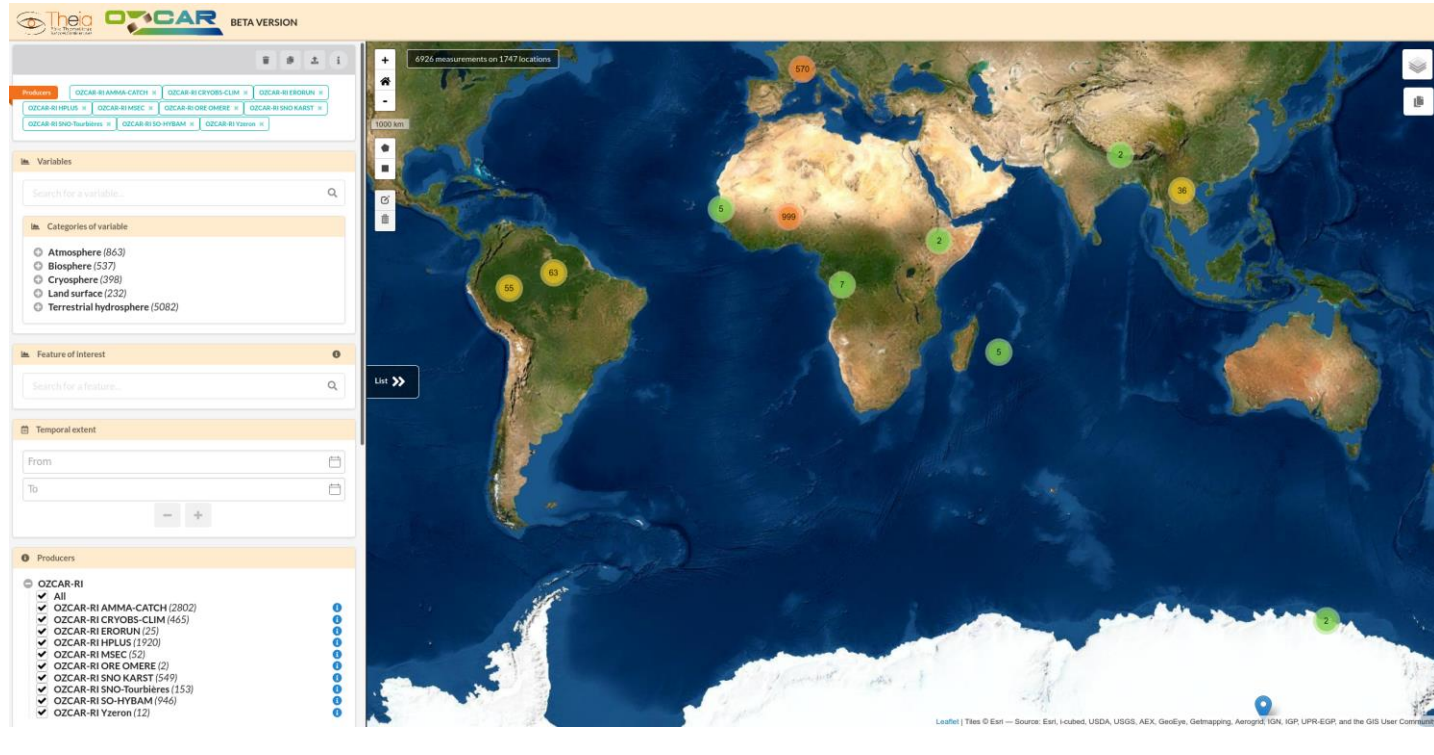 Theia OZCAR BETA VERSION
Producers OZCAR-RI AMMA-CATCH × OZCAR-RI CRYOBS-CLIM × OZCAR-RI ERORUN ×
OZCAR-RI HPLUS × OZCAR-RI MSEC × OZCAR-RI ORE OMERE × OZCAR-RI SNO KARST ×
OZCAR-RI SNO-Tourbières × OZCAR-RI SO-HYBAM × OZCAR-RI Yzeron ×
Variables
Search for a variable...
Categories of variable
Atmosphere (863)
Biosphere (537)
Cryosphere (398)
Land surface (232)
Terrestrial hydrosphere (5082)
Feature of interest
Search for a feature...
Temporal extent
From
To
Producers
OZCAR-RI
All
OZCAR-RI AMMA-CATCH (2802)
OZCAR-RI CRYOBS-CLIM (465)
OZCAR-RI ERORUN (25)
OZCAR-RI HPLUS (1920)
OZCAR-RI MSEC (52)
OZCAR-RI ORE OMERE (2)
OZCAR-RI SNO KARST (549)
OZCAR-RI SNO-Tourbières (153)
OZCAR-RI SO-HYBAM (946)
OZCAR-RI Yzeron (12)
+
-
6926 measurements on 1747 locations
1000 km
List
570
2
36
5
999
2
63
55
7
5
2
Leaflet | Tiles © Esri — Source: Esri, i-cubed, USDA, USGS, AEX, GeoEye, Getmapping, Aerogrid, IGN, IGP, UPR-EGP, and the GIS User Communit